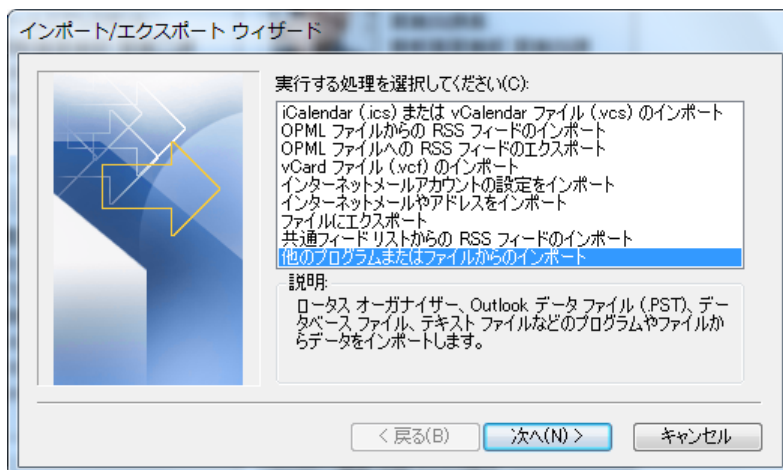 インポート/エクスポート ウィザード
実行する処理を選択してください(C):
iCalendar (.ics) または vCalendar ファイル (.vcs) のインポート
OPML ファイルからの RSS フィードのインポート
OPML ファイルへの RSS フィードのエクスポート
vCard ファイル (.vcf) のインポート
インターネットメールアカウントの設定をインポート
インターネットメールやアドレスをインポート
ファイルにエクスポート
共通フィード リストからの RSS フィードのインポート
他のプログラムまたはファイルからのインポート
説明:
ロータス オーガナイザー、Outlook データ ファイル (.PST)、デー
タベース ファイル、テキスト ファイルなどのプログラムやファイルか
らデータをインポートします。
< 戻る(B)
次へ(N) >
キャンセル